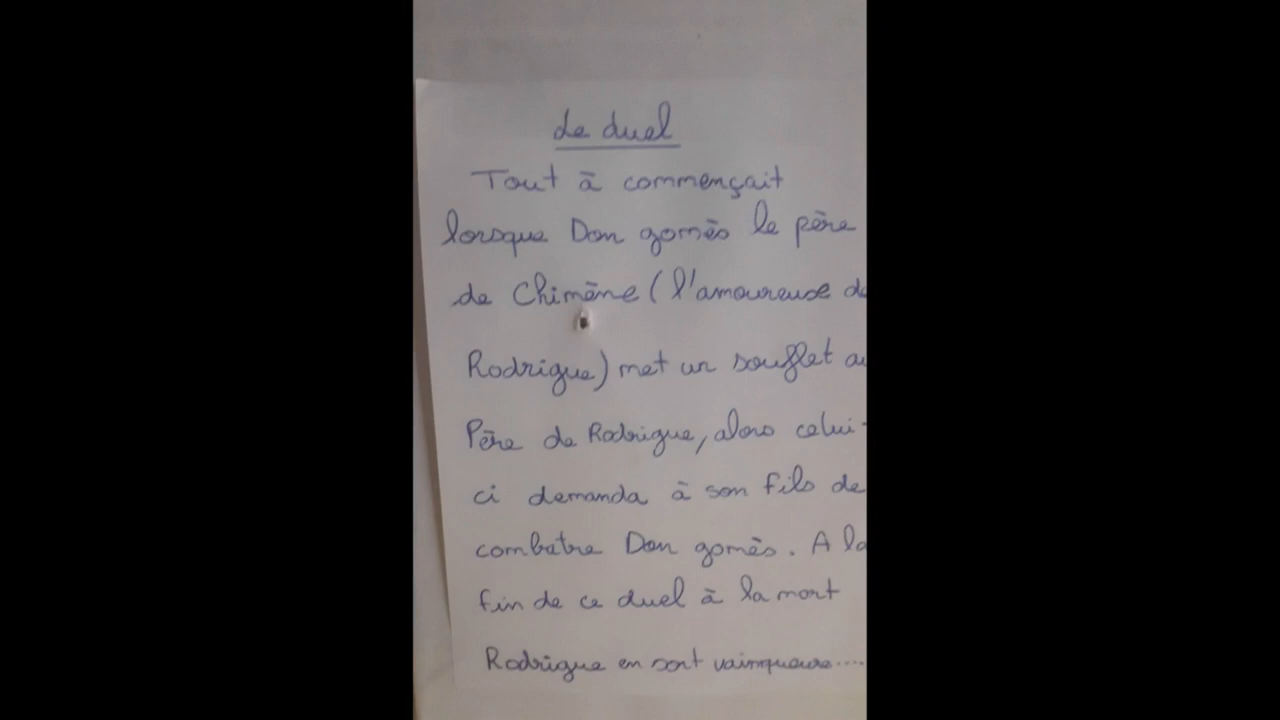 Le duel
Tout à commençait
lorsque Don gomès le père
de Chimène (l'amoureuse de
Rodrigue) met un soufflet au
Père de Rodrigue, alors celui-
ci demanda à son fils de
combatre Don gomès. A la
fin de ce duel à la mort
Rodrigue en sort vainqueure....